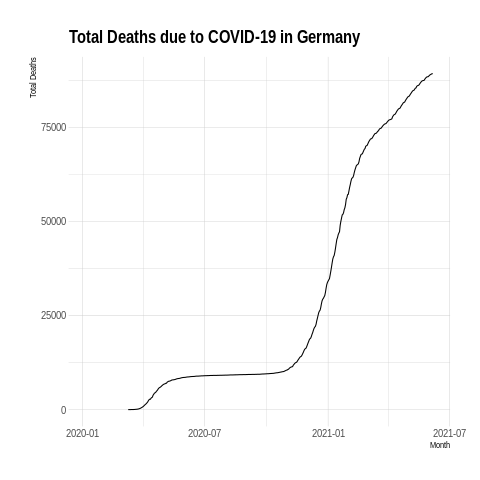 Total Deaths due to COVID-19 in Germany
Total Deaths
75000
50000
25000
0
2020-01
2020-07
2021-01
2021-07
Month